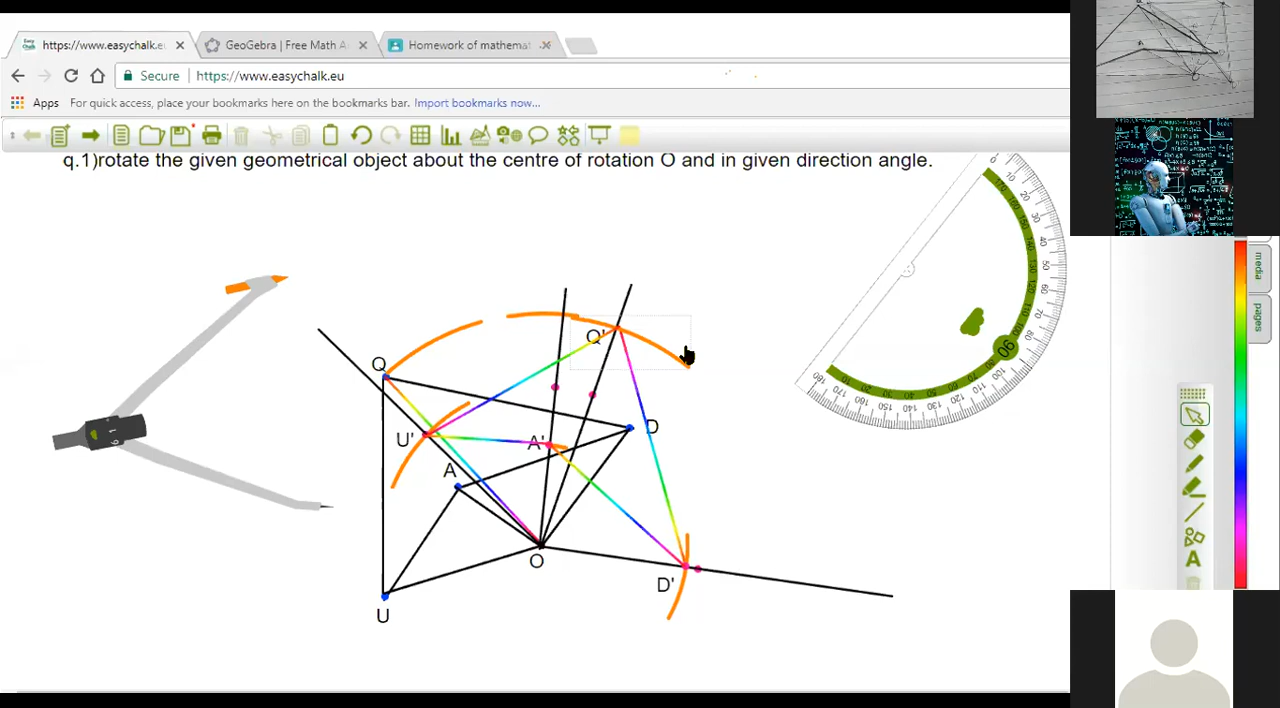 https://www.easychalk.eu
GeoGebra | Free Math A
Homework of mathemat
Secure
https://www.easychalk.eu
Apps
For quick access, place your bookmarks here on the bookmarks bar. Import bookmarks now...
q.1)rotate the given geometrical object about the centre of rotation O and in given direction angle.
media
pages
A
90
Q
Q'
U'
A'
D
A
O
D'
U